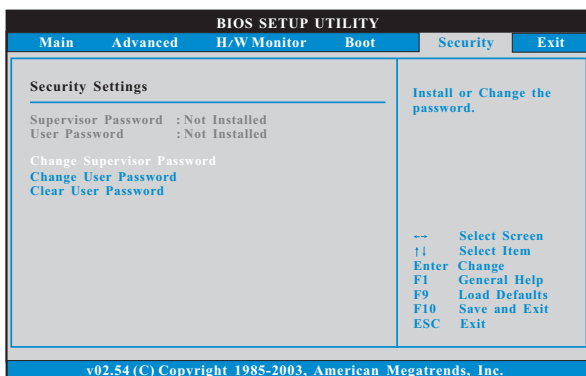 BIOS SETUP UTILITY
Main Advanced H/W Monitor Boot Security Exit
Security Settings
Supervisor Password : Not Installed
User Password : Not Installed
Change Supervisor Password
Change User Password
Clear User Password
Install or Change the
password.
←→ Select Screen
↑↓ Select Item
Enter Change
F1 General Help
F9 Load Defaults
F10 Save and Exit
ESC Exit
v02.54 (C) Copyright 1985-2003, American Megatrends, Inc.